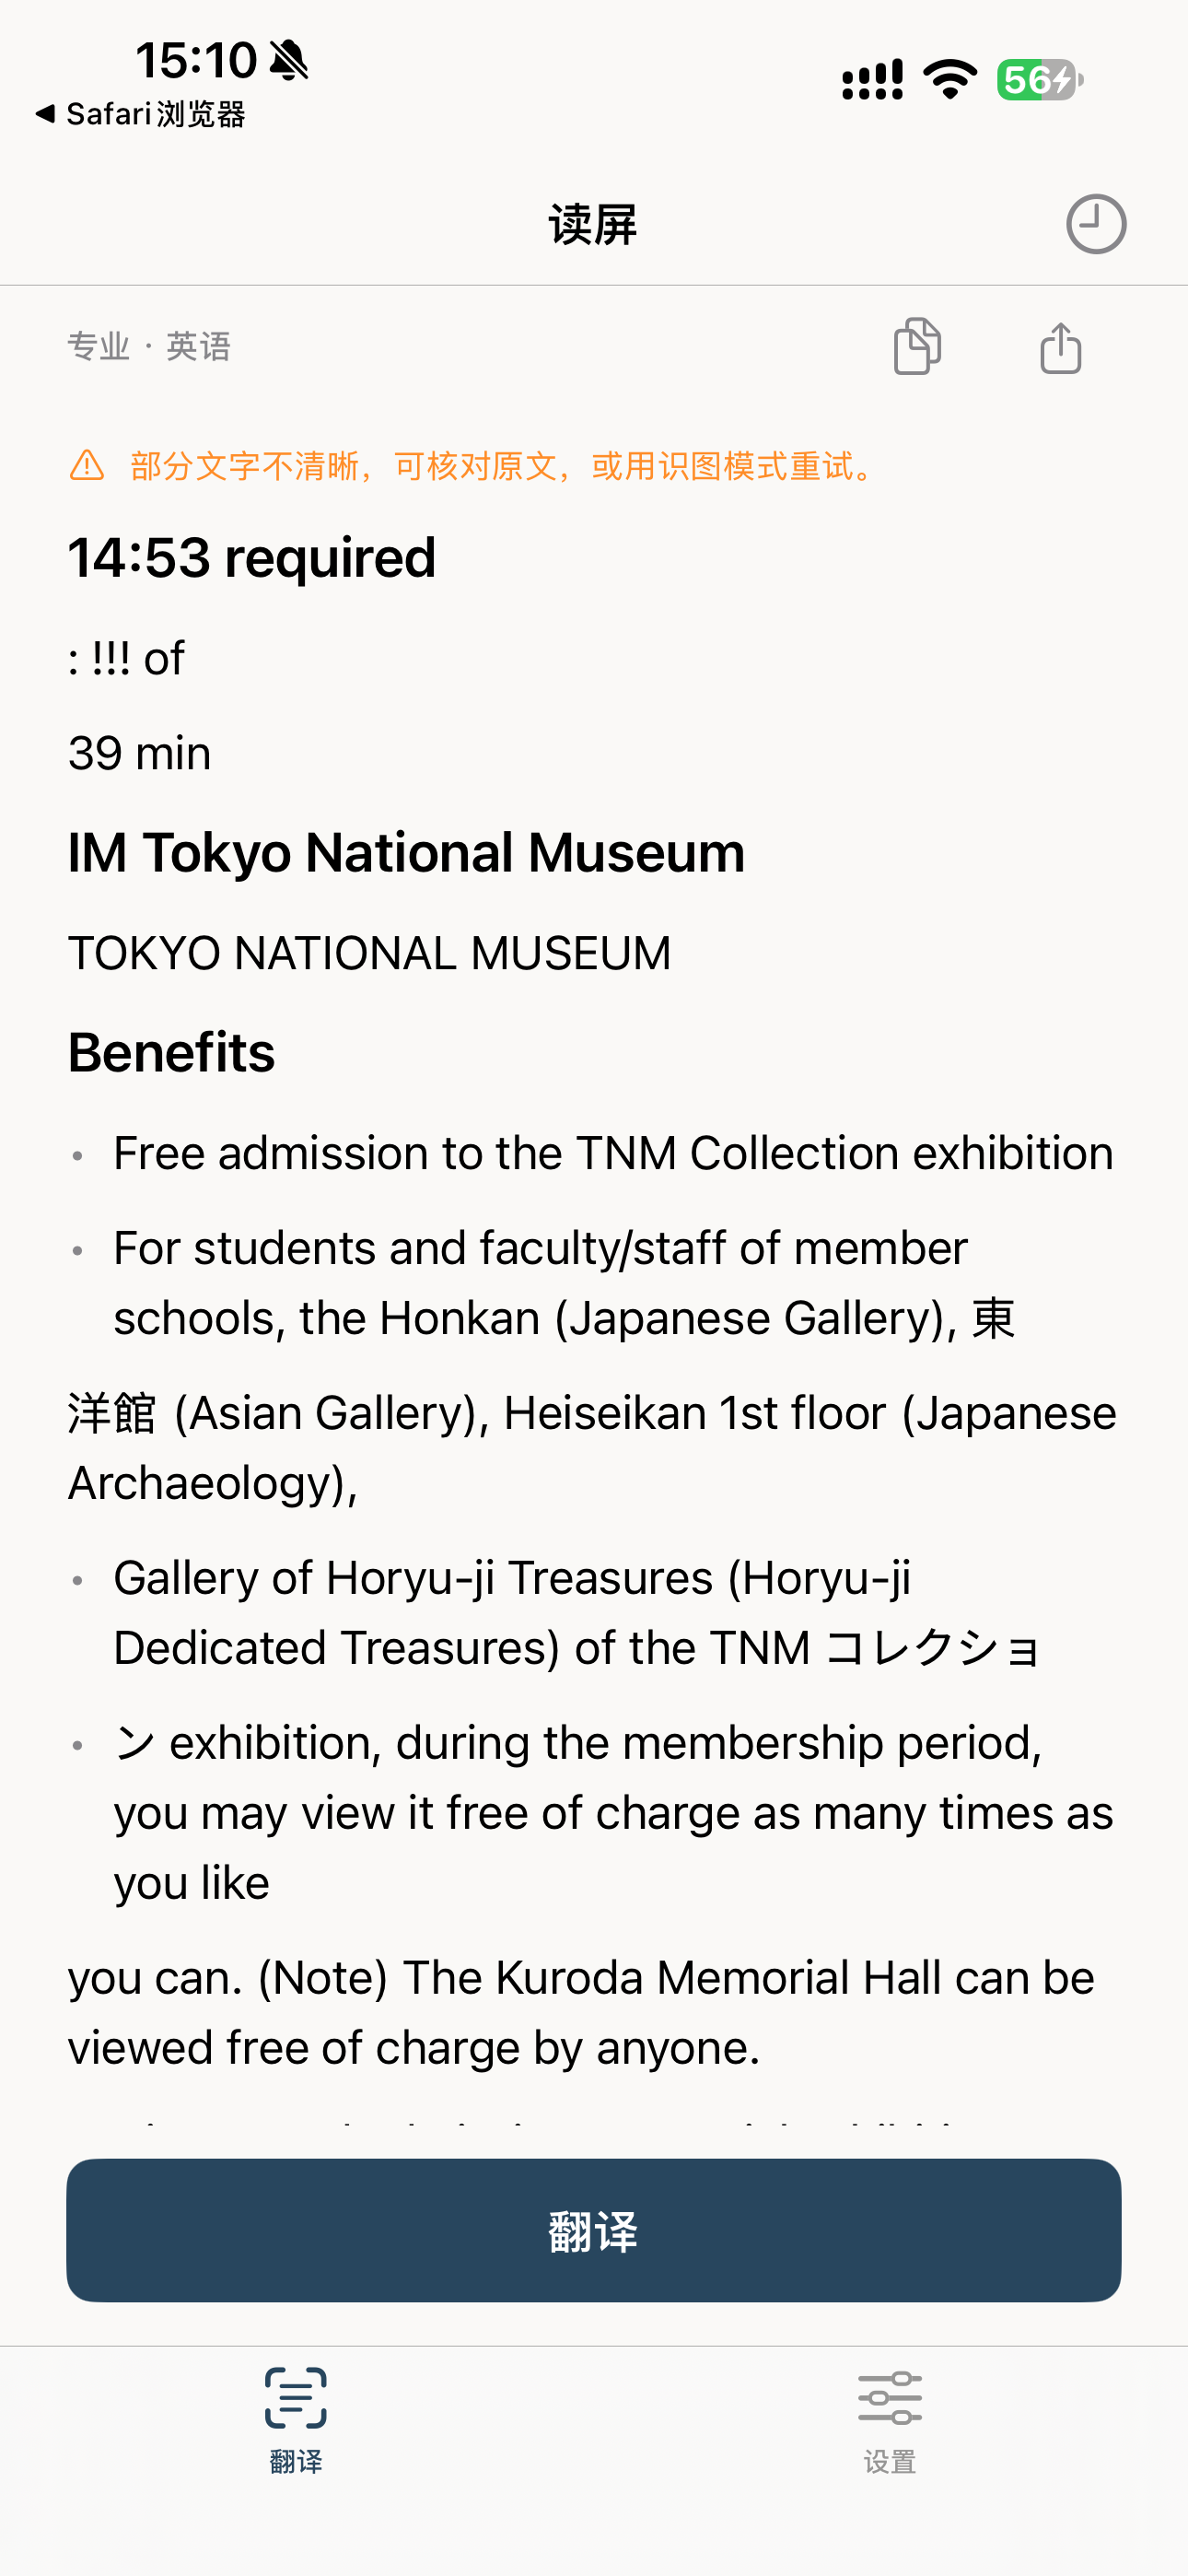 15:10
56
Safari浏览器
读屏
专业 · 英语
部分文字不清晰，可核对原文，或用识图模式重试。
14:53 required
: !!! of
39 min
IM Tokyo National Museum
TOKYO NATIONAL MUSEUM
Benefits
• Free admission to the TNM Collection exhibition
• For students and faculty/staff of member
schools, the Honkan (Japanese Gallery), 東
洋館 (Asian Gallery), Heiseikan 1st floor (Japanese
Archaeology),
• Gallery of Horyu-ji Treasures (Horyu-ji
Dedicated Treasures) of the TNM コレクショ
• ン exhibition, during the membership period,
you may view it free of charge as many times as
you like
you can. (Note) The Kuroda Memorial Hall can be
viewed free of charge by anyone.
翻译
翻译
设置